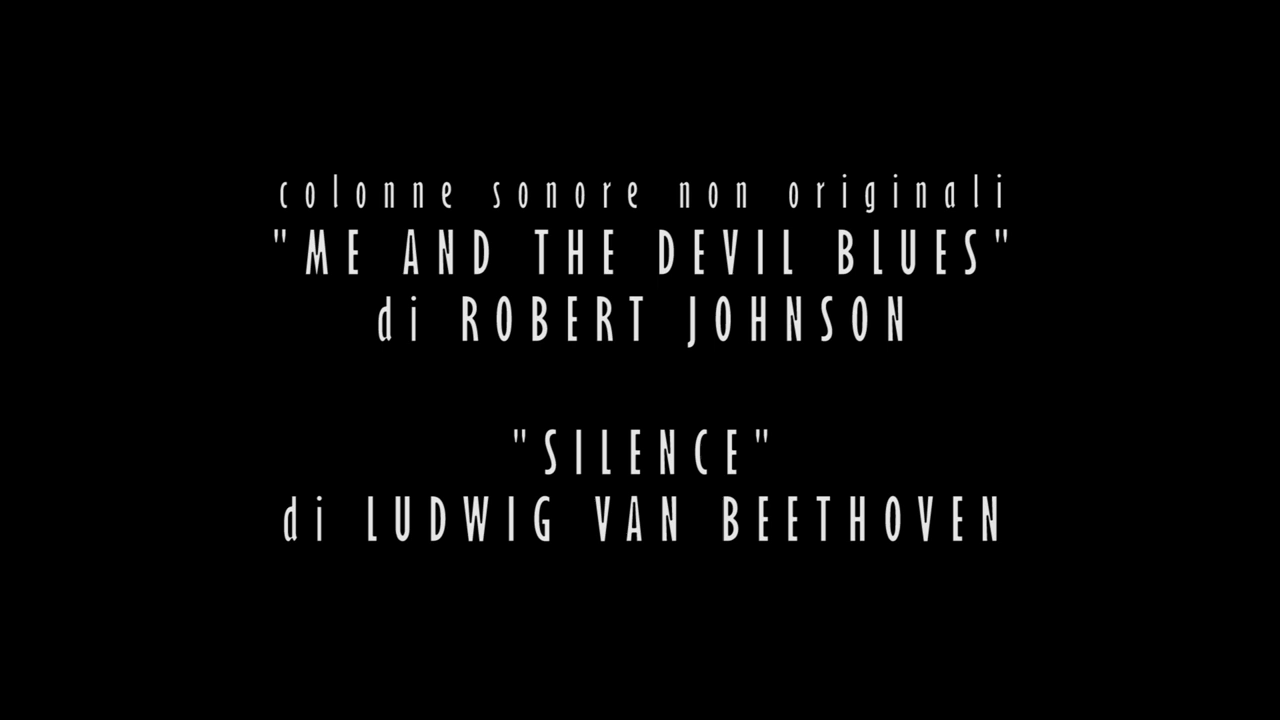 colonne sonore non originali
"ME AND THE DEVIL BLUES"
di ROBERT JOHNSON
"SILENCE"
di LUDWIG VAN BEETHOVEN